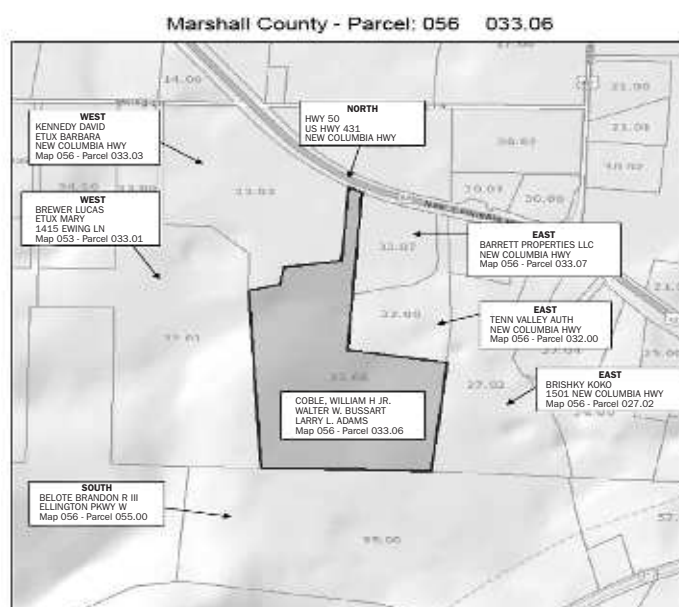 Marshall County - Parcel: 056 033.06
14.00
NORTH
HWY 50
US HWY 431
NEW COLUMBIA HWY
WEST
KENNEDY DAVID
ETUX BARBARA
NEW COLUMBIA HWY
Map 056 - Parcel 033.03
33.03
WEST
BREWER LUCAS
ETUX MARY
1415 EWING LN
Map 053 - Parcel 033.01
33.07
EAST
BARRETT PROPERTIES LLC
NEW COLUMBIA HWY
Map 056 - Parcel 033.07
32.00
EAST
TENN VALLEY AUTH
NEW COLUMBIA HWY
Map 056 - Parcel 032.00
33.01
27.02
EAST
BRISHKY KOKO
1501 NEW COLUMBIA HWY
Map 056 - Parcel 027.02
COBLE, WILLIAM H JR.
WALTER W. BUSSART
LARRY L. ADAMS
Map 056 - Parcel 033.06
SOUTH
BELOTE BRANDON R III
ELLINGTON PKWY W
Map 056 - Parcel 055.00
55.00